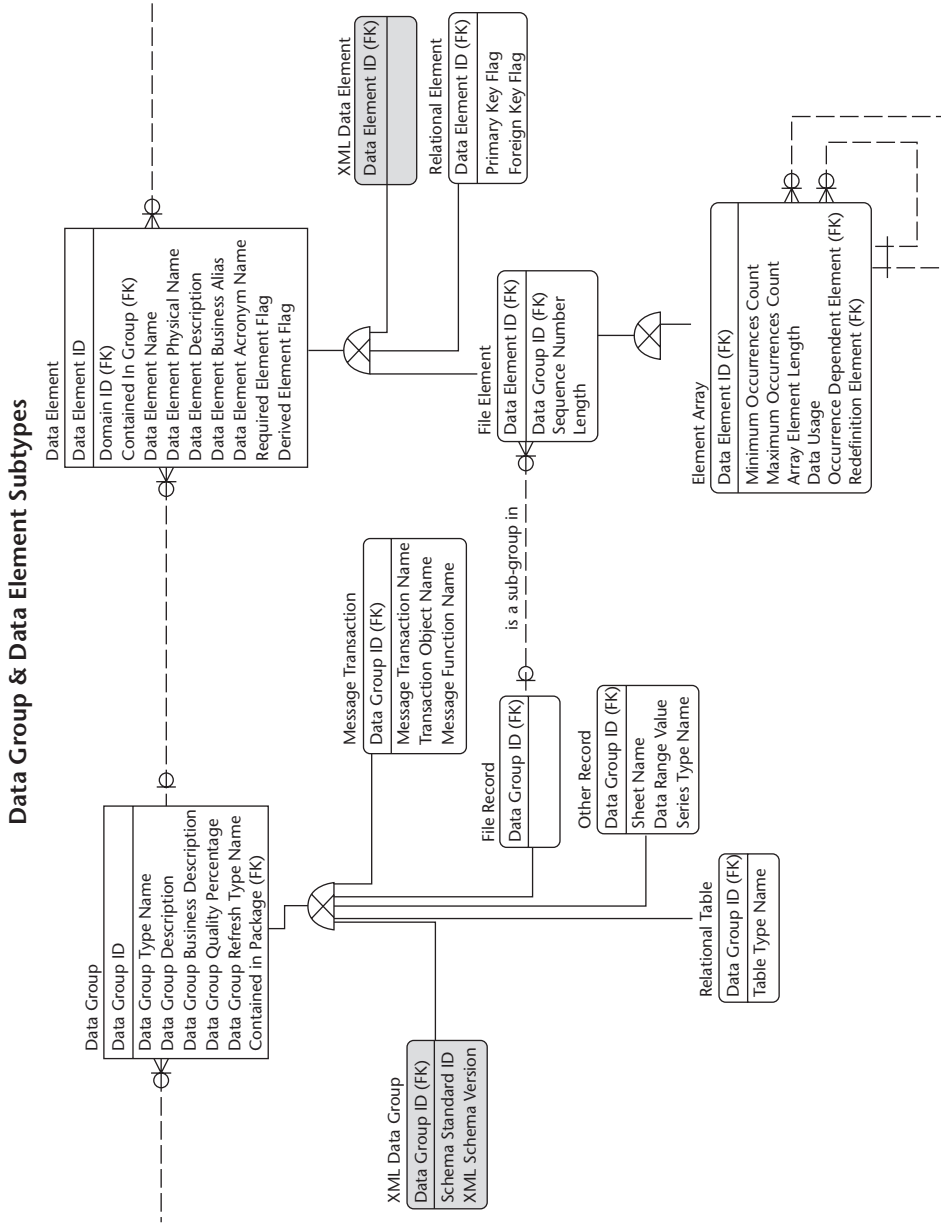 Data Group & Data Element Subtypes
Data Group
Data Group ID
Data Group Type Name
Data Group Description
Data Group Business Description
Data Group Quality Percentage
Data Group Refresh Type Name
Contained in Package (FK)
Data Element
Data Element ID
Domain ID (FK)
Contained In Group (FK)
Data Element Name
Data Element Physical Name
Data Element Description
Data Element Business Alias
Data Element Acronym Name
Required Element Flag
Derived Element Flag
XML Data Group
Data Group ID (FK)
Schema Standard ID
XML Schema Version
Message Transaction
Data Group ID (FK)
Message Transaction Name
Transaction Object Name
Message Function Name
XML Data Element
Data Element ID (FK)
Relational Element
Data Element ID (FK)
Primary Key Flag
Foreign Key Flag
File Record
Data Group ID (FK)
is a sub-group in
File Element
Data Element ID (FK)
Data Group ID (FK)
Sequence Number
Length
Other Record
Data Group ID (FK)
Sheet Name
Data Range Value
Series Type Name
Relational Table
Data Group ID (FK)
Table Type Name
Element Array
Data Element ID (FK)
Minimum Occurrences Count
Maximum Occurrences Count
Array Element Length
Data Usage
Occurrence Dependent Element (FK)
Redefinition Element (FK)